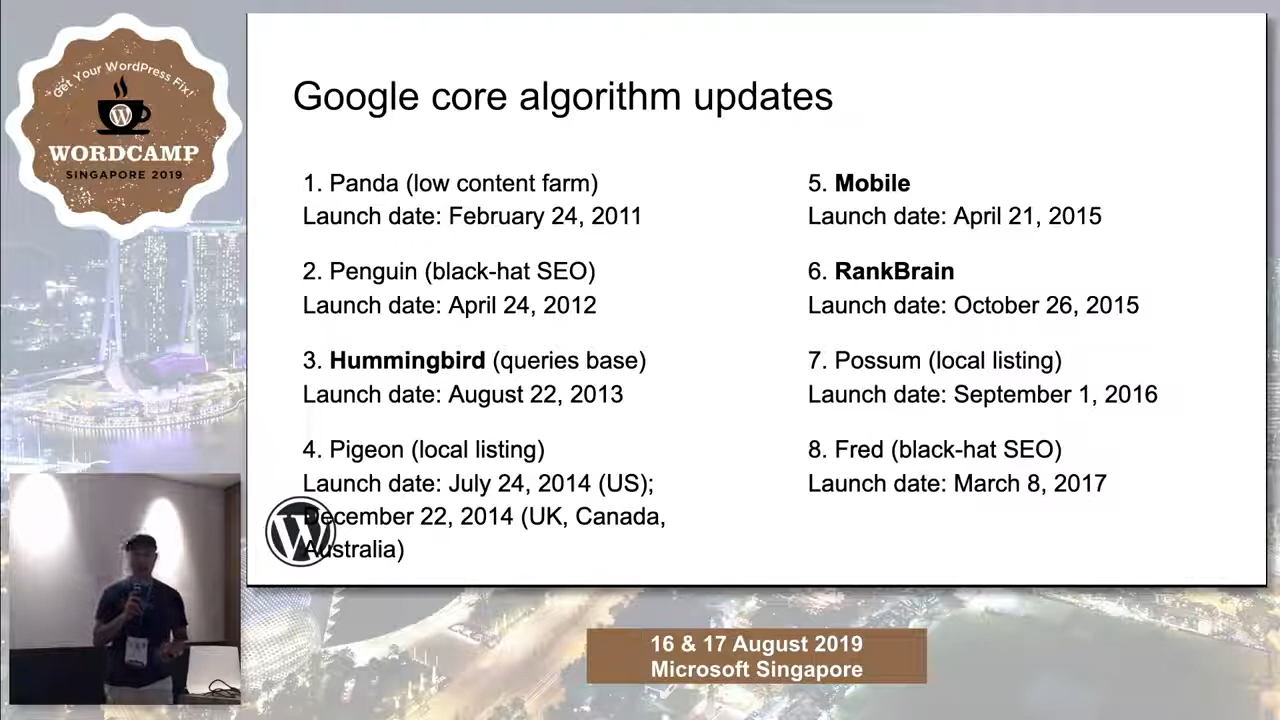 Get Your WordPress Fix!
WORDCAMP
SINGAPORE 2019
Google core algorithm updates
1. Panda (low content farm)
Launch date: February 24, 2011
2. Penguin (black-hat SEO)
Launch date: April 24, 2012
3. Hummingbird (queries base)
Launch date: August 22, 2013
4. Pigeon (local listing)
Launch date: July 24, 2014 (US);
December 22, 2014 (UK, Canada,
Australia)
5. Mobile
Launch date: April 21, 2015
6. RankBrain
Launch date: October 26, 2015
7. Possum (local listing)
Launch date: September 1, 2016
8. Fred (black-hat SEO)
Launch date: March 8, 2017
16 & 17 August 2019
Microsoft Singapore